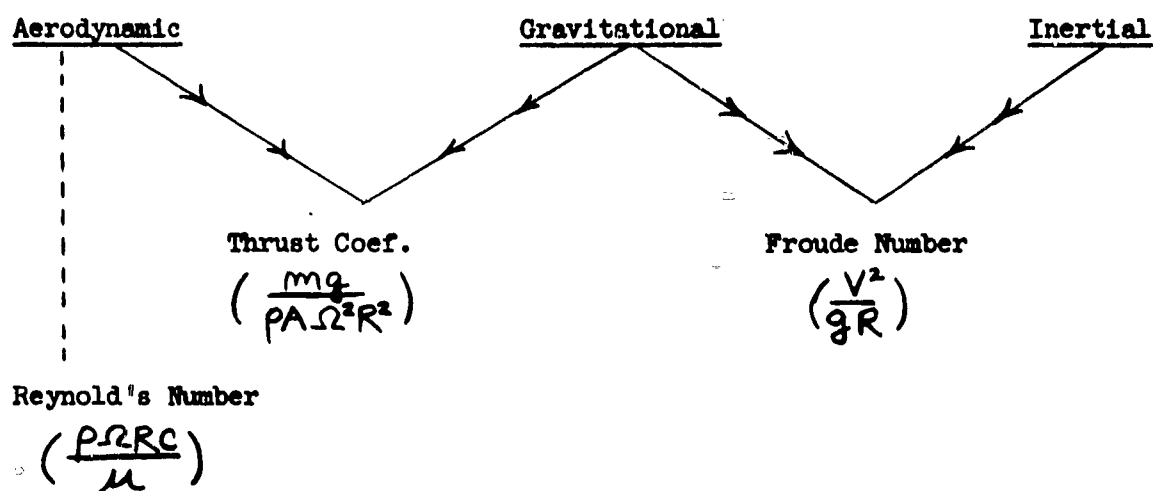 Aerodynamic Gravitational Inertial
Thrust Coef. Froude Number
(mg / ρAΩ²R²) (V² / gR)
Reynold's Number
(ρΩRC / μ)